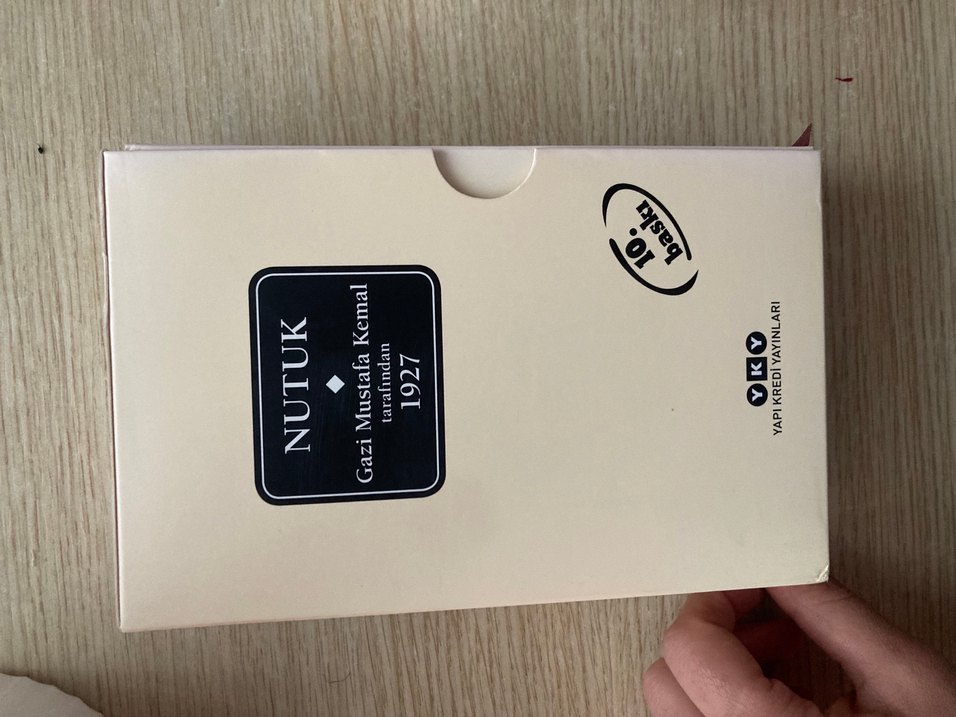 NUTUK
Gazi Mustafa Kemal
tarafından
1927
10.
baskı
YKY
YAPI KREDİ YAYINLARI